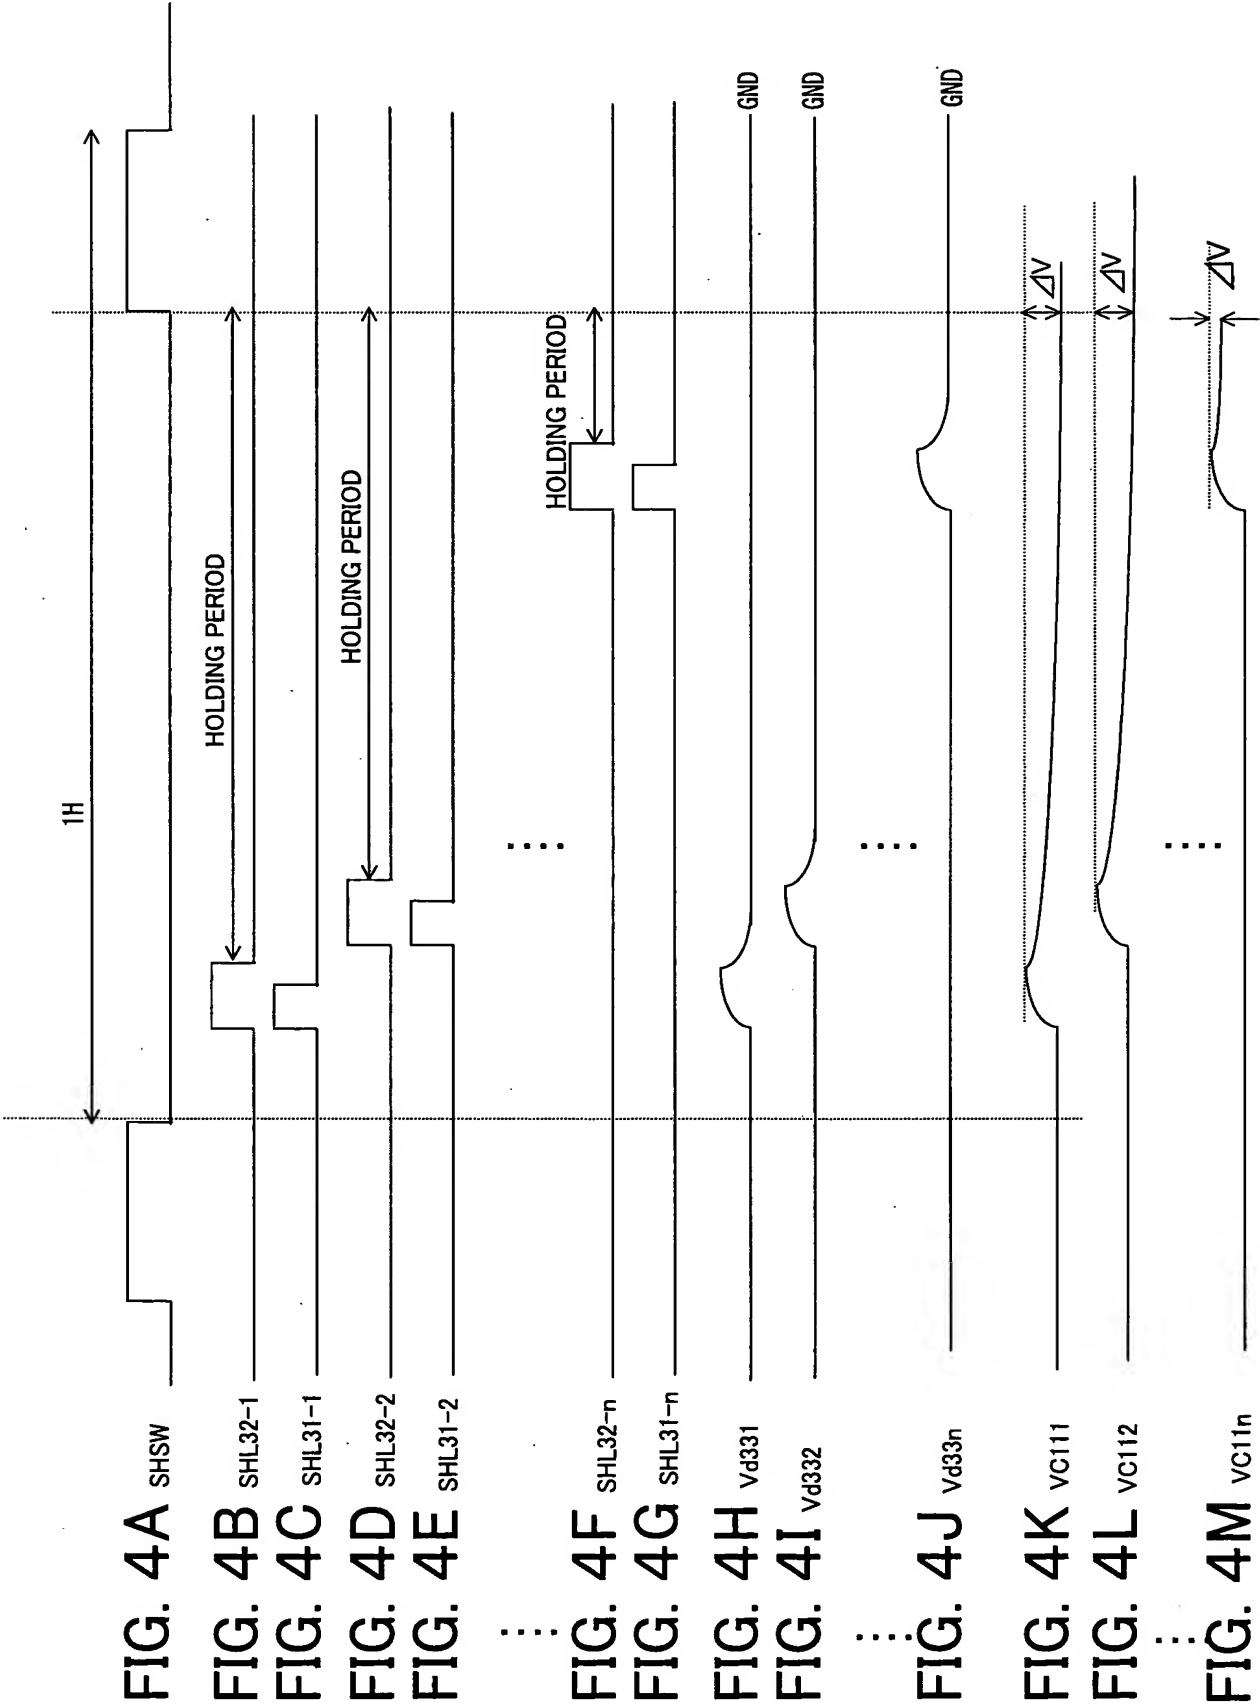 1H
FIG. 4A SHSW
HOLDING PERIOD
FIG. 4B SHL32-1
FIG. 4C SHL31-1
HOLDING PERIOD
FIG. 4D SHL32-2
FIG. 4E SHL31-2
HOLDING PERIOD
FIG. 4F SHL32-n
FIG. 4G SHL31-n
FIG. 4H Vd331 GND
FIG. 4I Vd332 GND
FIG. 4J Vd33n GND
FIG. 4K VC111 ΔV
FIG. 4L VC112 ΔV
FIG. 4M VC11n ΔV